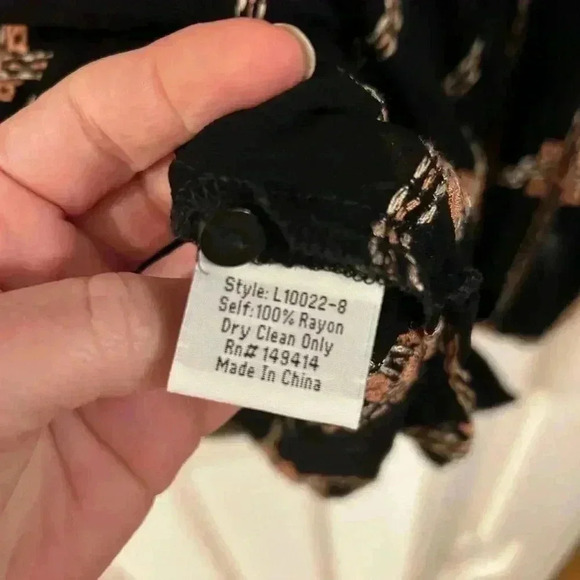 Style: L10022-8
Self:100% Rayon
Dry Clean Only
Rn# 149414
Made In China